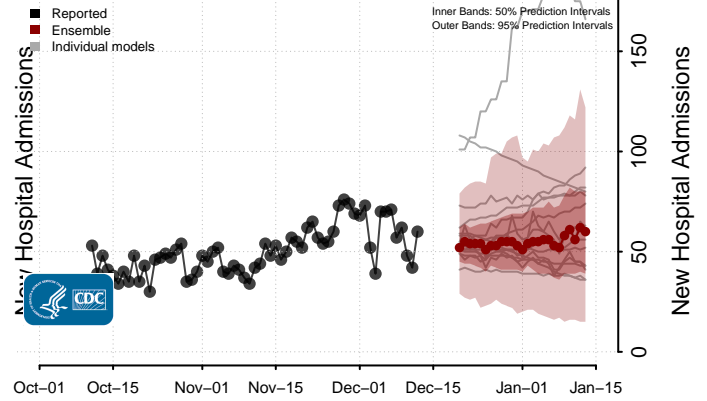 Reported
Ensemble
Individual models
Inner Bands: 50% Prediction Intervals
Outer Bands: 95% Prediction Intervals
New Hospital Admissions
CDC
0
50
100
150
New Hospital Admissions
Oct–01
Oct–15
Nov–01
Nov–15
Dec–01
Dec–15
Jan–01
Jan–15